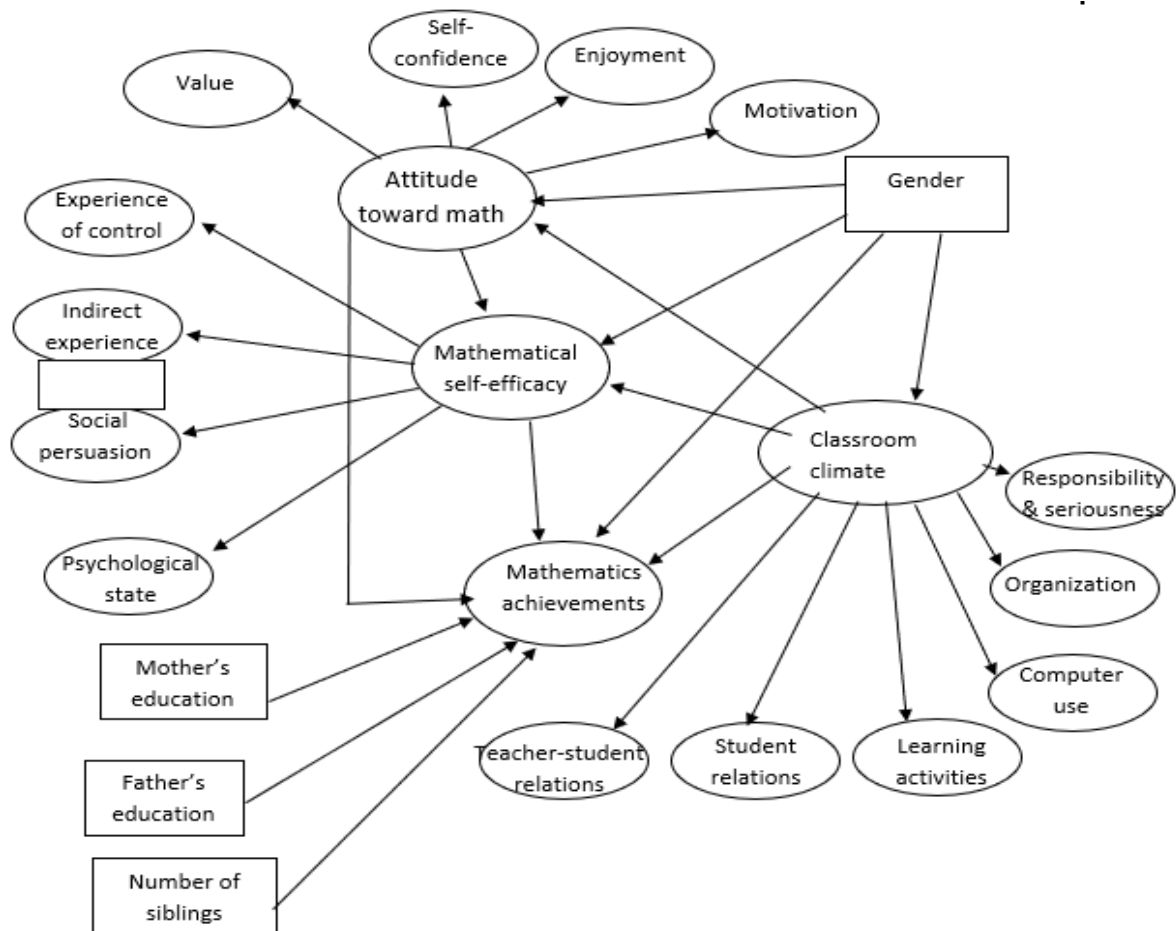 Self-
confidence
Enjoyment
Value
Motivation
Attitude
toward math
Gender
Experience
of control
Indirect
experience
Mathematical
self-efficacy
Social
persuasion
Classroom
climate
Responsibility
& seriousness
Psychological
state
Mathematics
achievements
Organization
Mother’s
education
Computer
use
Teacher-student
relations
Student
relations
Learning
activities
Father’s
education
Number of
siblings